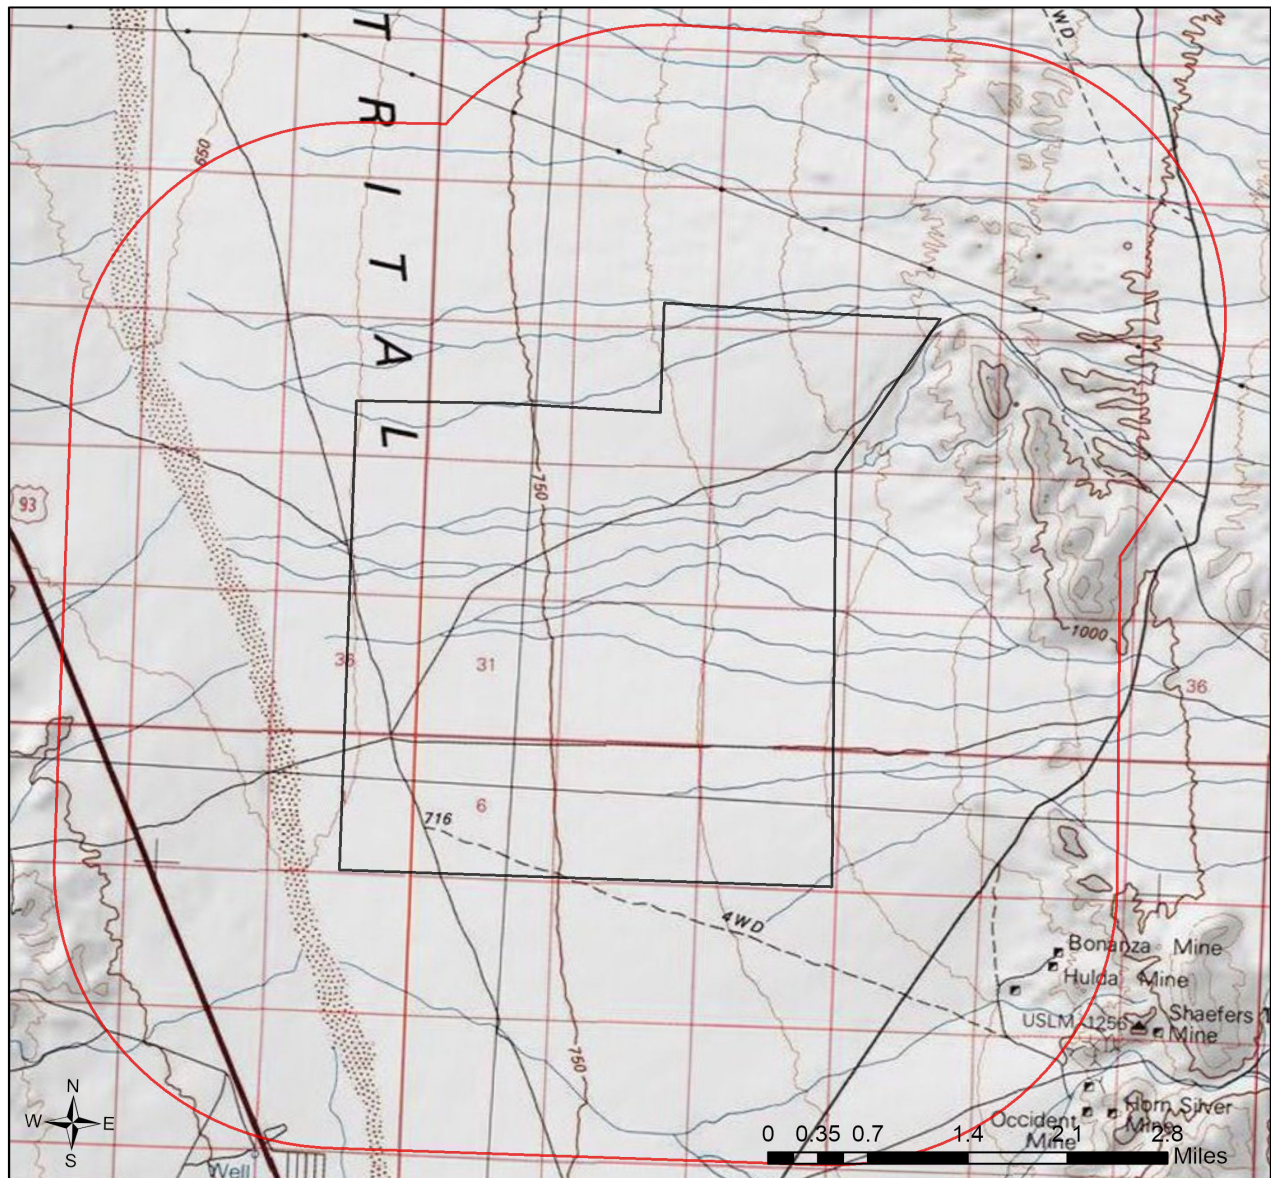 T
R
I
T
A
L
WD
650
750
93
1000
36
31
36
6
716
4WD
Bonanza Mine
Hulda Mine
USLM 1256
Shaefers
Mine
750
Horn Silver
Mine
Occident
Mine
Well
N
W E
S
0 0.35 0.7 1.4 2.1 2.8
Miles